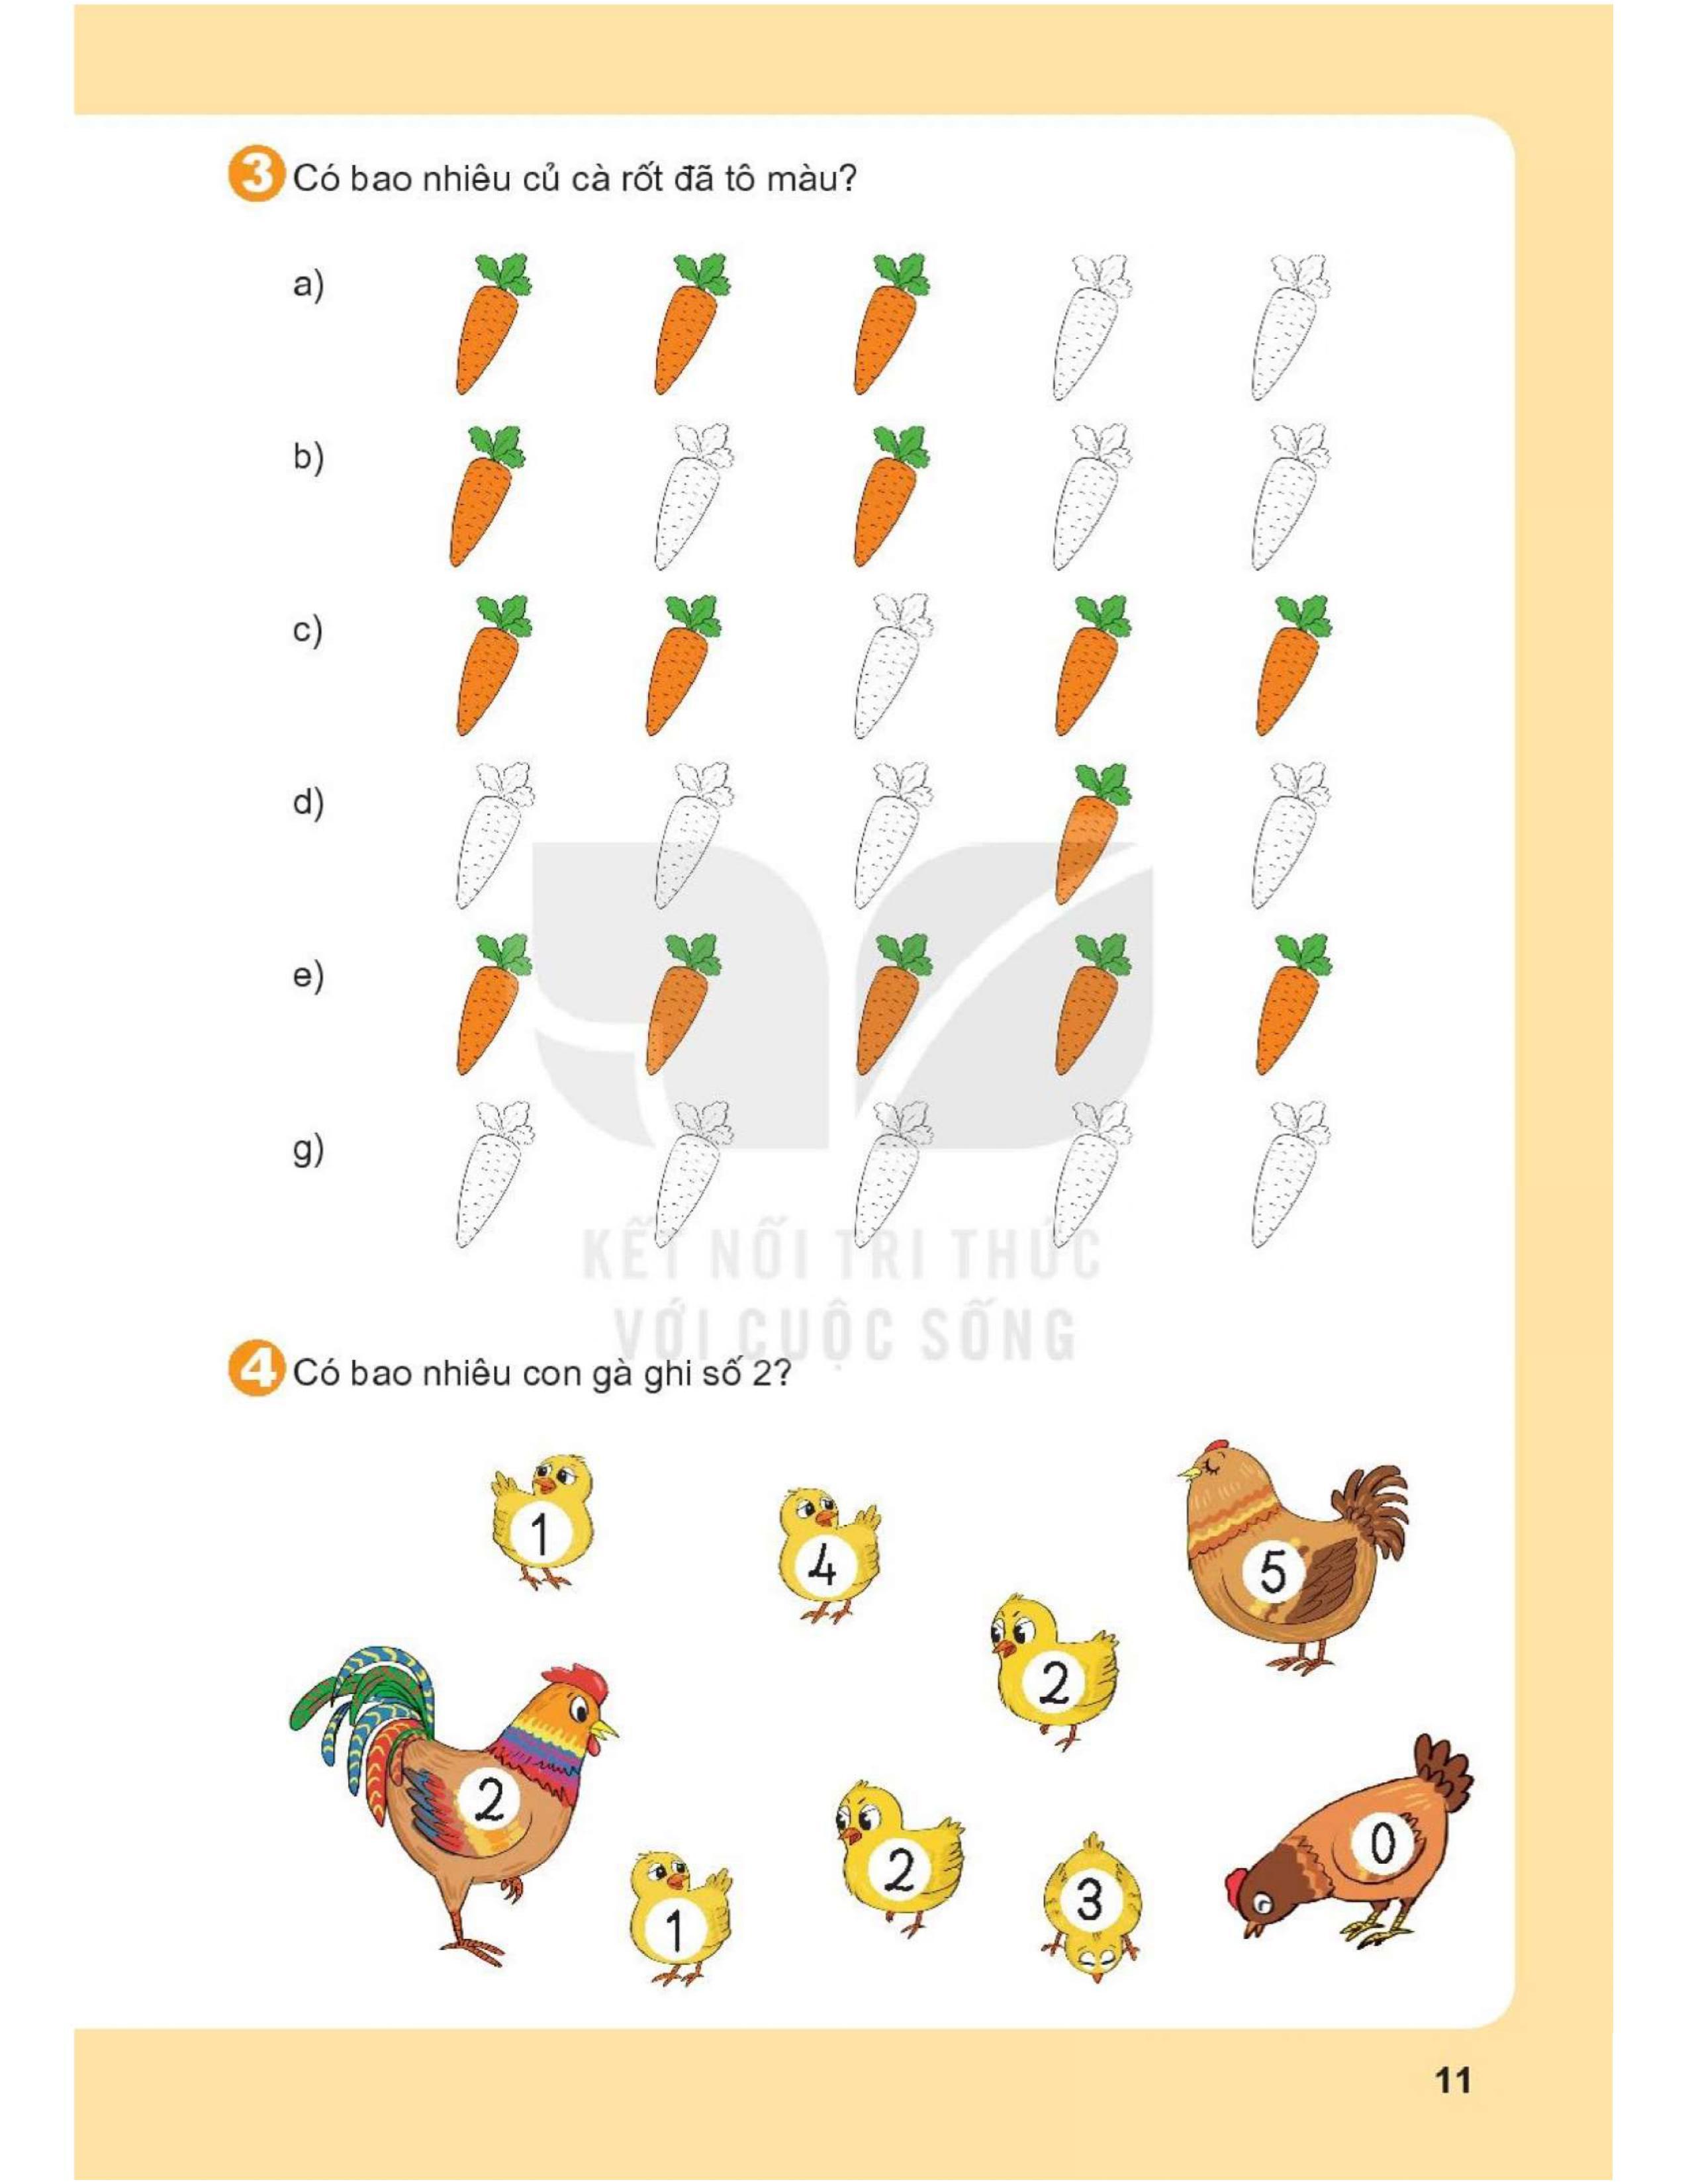 3 Có bao nhiêu củ cà rốt đã tô màu?
a)
b)
c)
d)
e)
g)
KẾT NỐI TRI THỨC
VỚI CUỘC SỐNG
4 Có bao nhiêu con gà ghi số 2?
1
4
5
2
2
1
2
3
0
11